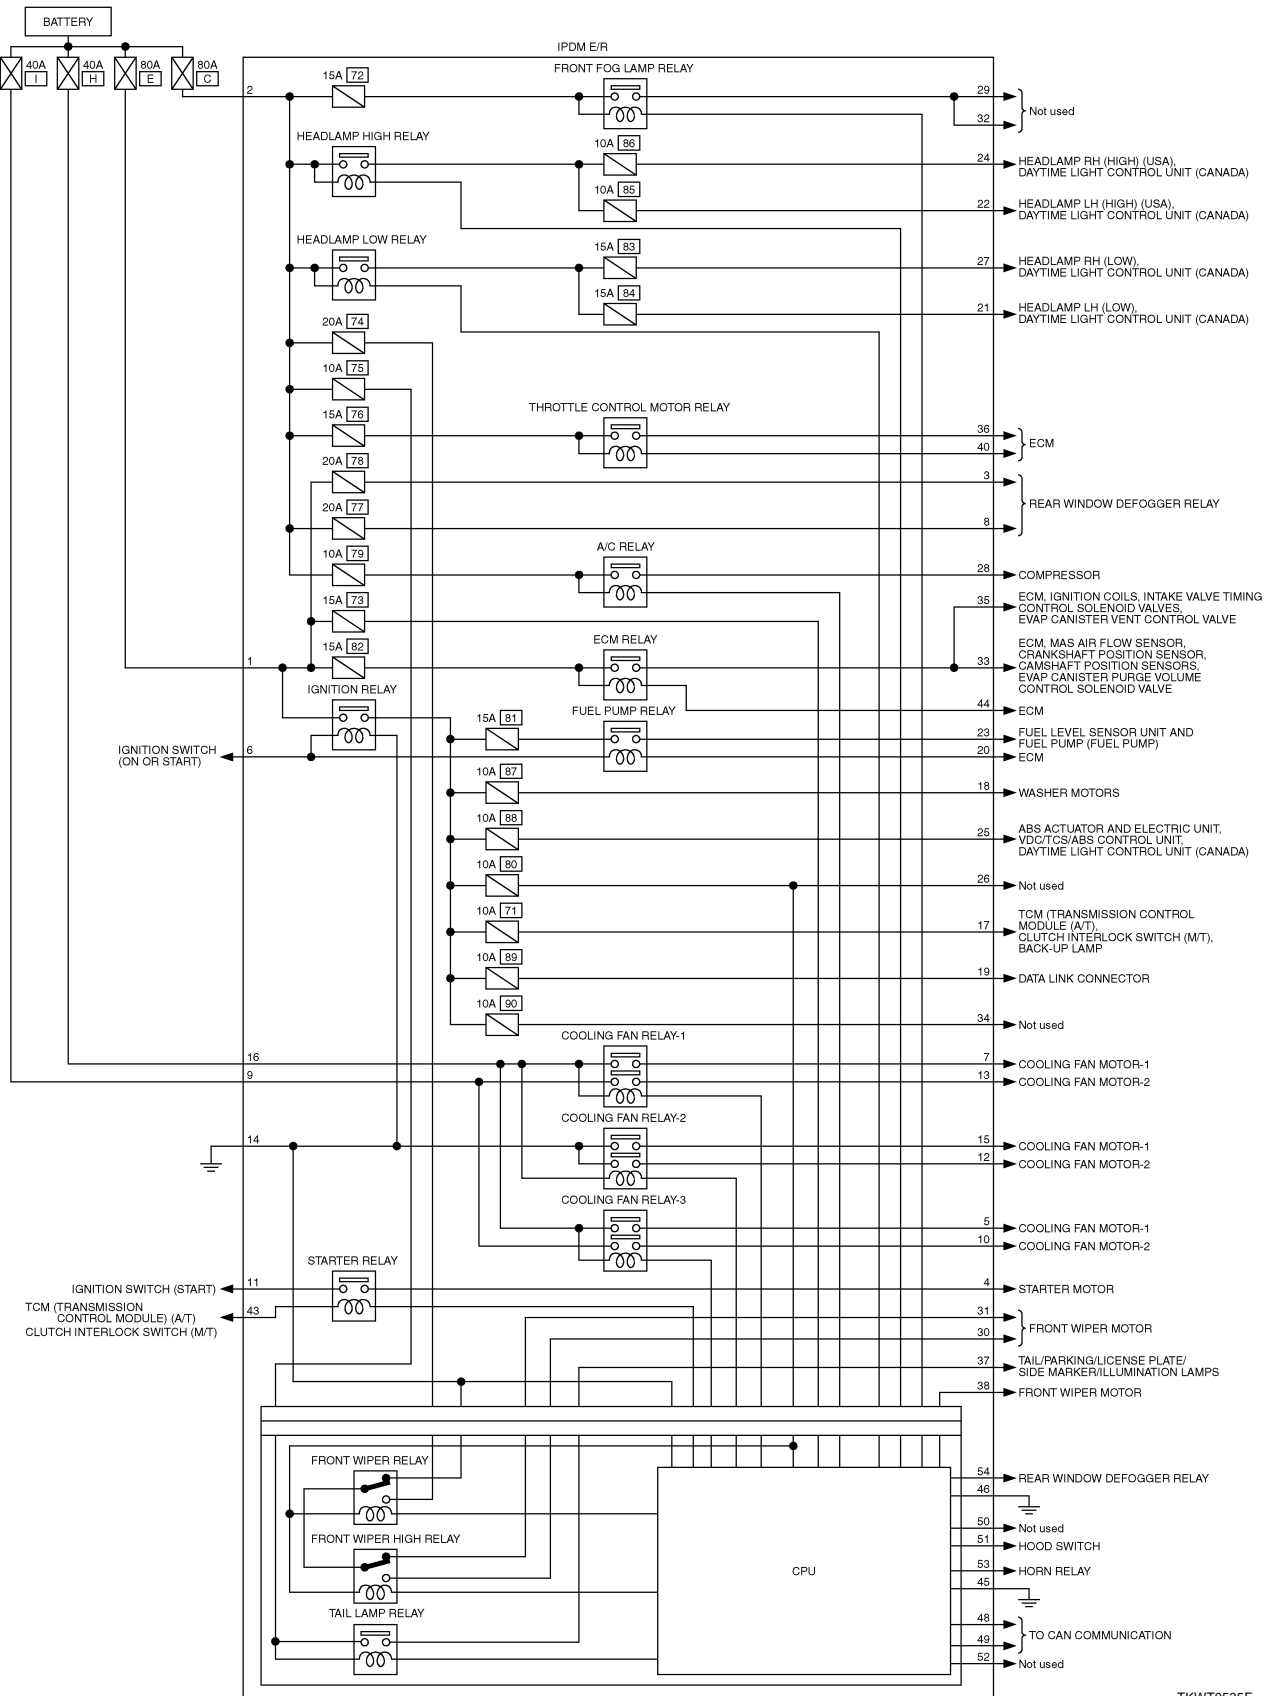 BATTERY
IPDM E/R
40A
I
40A
H
80A
E
80A
C
2
15A 72
FRONT FOG LAMP RELAY
29
32
Not used
HEADLAMP HIGH RELAY
10A 86
24
HEADLAMP RH (HIGH) (USA),
DAYTIME LIGHT CONTROL UNIT (CANADA)
10A 85
22
HEADLAMP LH (HIGH) (USA),
DAYTIME LIGHT CONTROL UNIT (CANADA)
HEADLAMP LOW RELAY
15A 83
27
HEADLAMP RH (LOW),
DAYTIME LIGHT CONTROL UNIT (CANADA)
15A 84
21
HEADLAMP LH (LOW),
DAYTIME LIGHT CONTROL UNIT (CANADA)
20A 74
10A 75
15A 76
THROTTLE CONTROL MOTOR RELAY
36
40
ECM
20A 78
3
20A 77
8
REAR WINDOW DEFOGGER RELAY
10A 79
A/C RELAY
28
COMPRESSOR
15A 73
35
ECM, IGNITION COILS, INTAKE VALVE TIMING
CONTROL SOLENOID VALVES,
EVAP CANISTER VENT CONTROL VALVE
1
15A 82
ECM RELAY
33
ECM, MAS AIR FLOW SENSOR,
CRANKSHAFT POSITION SENSOR,
CAMSHAFT POSITION SENSORS,
EVAP CANISTER PURGE VOLUME
CONTROL SOLENOID VALVE
44
ECM
IGNITION RELAY
15A 81
FUEL PUMP RELAY
23
FUEL LEVEL SENSOR UNIT AND
FUEL PUMP (FUEL PUMP)
IGNITION SWITCH
(ON OR START)
6
20
ECM
10A 87
18
WASHER MOTORS
10A 88
25
ABS ACTUATOR AND ELECTRIC UNIT,
VDC/TCS/ABS CONTROL UNIT,
DAYTIME LIGHT CONTROL UNIT (CANADA)
10A 80
26
Not used
10A 71
17
TCM (TRANSMISSION CONTROL
MODULE (A/T),
CLUTCH INTERLOCK SWITCH (M/T),
BACK-UP LAMP
10A 89
19
DATA LINK CONNECTOR
10A 90
34
Not used
COOLING FAN RELAY-1
16
7
COOLING FAN MOTOR-1
9
13
COOLING FAN MOTOR-2
COOLING FAN RELAY-2
14
15
COOLING FAN MOTOR-1
12
COOLING FAN MOTOR-2
COOLING FAN RELAY-3
5
COOLING FAN MOTOR-1
10
COOLING FAN MOTOR-2
STARTER RELAY
IGNITION SWITCH (START)
11
4
STARTER MOTOR
TCM (TRANSMISSION
CONTROL MODULE) (A/T)
CLUTCH INTERLOCK SWITCH (M/T)
43
31
30
FRONT WIPER MOTOR
37
TAIL/PARKING/LICENSE PLATE/
SIDE MARKER/ILLUMINATION LAMPS
38
FRONT WIPER MOTOR
FRONT WIPER RELAY
FRONT WIPER HIGH RELAY
TAIL LAMP RELAY
CPU
54
REAR WINDOW DEFOGGER RELAY
46
50
Not used
51
HOOD SWITCH
53
HORN RELAY
45
48
49
TO CAN COMMUNICATION
52
Not used